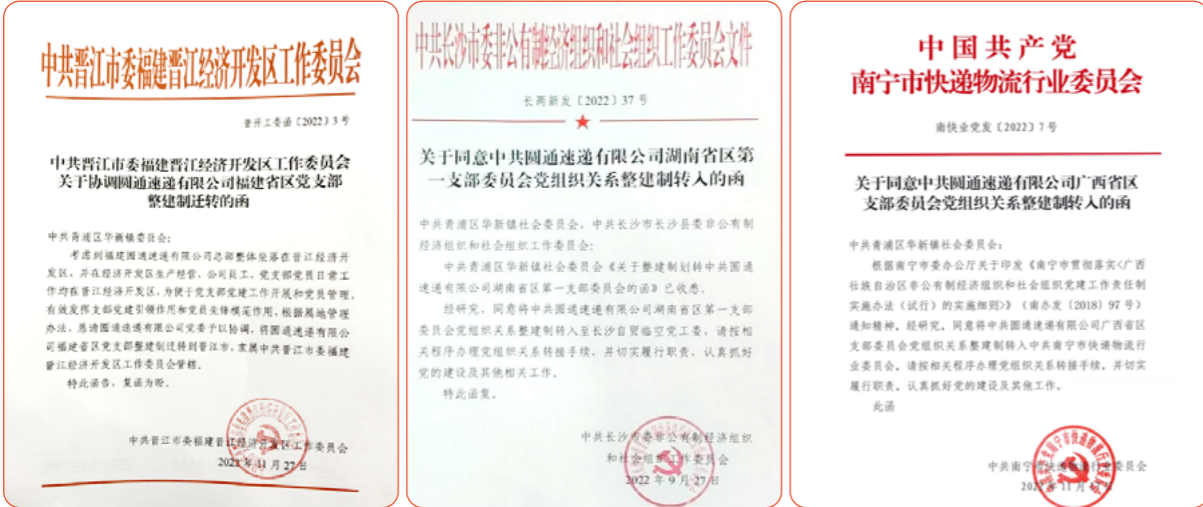 中共晋江市委福建晋江经济开发区工作委员会
晋开工委函〔2022〕3号
中共晋江市委福建晋江经济开发区工作委员会
关于协调圆通速递有限公司福建省区党支部
整建制迁转的函
中共青浦区华新镇委员会:
考虑到福建圆通速递有限公司总部整体坐落在晋江经济开
发区,并在经济开发区生产经营,公司员工、党支部党员日常工
作均在晋江经济开发区,为便于党支部党建工作开展和党员管理,
有效发挥支部党建引领作用和党员先锋模范作用,根据属地管理
办法,恳请圆通速递有限公司党委予以协调,将圆通速递有限公
司福建省区党支部整建制迁转到晋江市,隶属中共晋江市委福建
晋江经济开发区工作委员会管辖。
特此函告,复函为盼。
中共晋江市委福建晋江经济开发区工作委员会
2022年11月27日
中共长沙市委非公有制经济组织和社会组织工作委员会文件
长两新发〔2022〕37号
关于同意中共圆通速递有限公司湖南省区第
一支部委员会党组织关系整建制转入的函
中共青浦区华新镇社会委员会、中共长沙市长沙县委非公有制
经济组织和社会组织工作委员会:
中共青浦区华新镇社会委员会《关于整建制划转中共圆通
速递有限公司湖南省区第一支部委员会的函》已收悉。
经研究,同意将中共圆通速递有限公司湖南省区第一支部
委员会党组织关系整建制转入至长沙自贸临空党工委,请按相
关程序办理党组织关系转接手续,并切实履行职责,认真抓好
党的建设及其他相关工作。
特此函复。
中共长沙市委非公有制经济组织
和社会组织工作委员会
2022年9月27日
中国共产党
南宁市快递物流行业委员会
南快业党发〔2022〕7号
关于同意中共圆通速递有限公司广西省区
支部委员会党组织关系整建制转入的函
中共青浦区华新镇社会委员会:
根据南宁市委办公厅关于印发《南宁市贯彻落实<广西
壮族自治区非公有制经济组织和社会组织党建工作责任制
实施办法(试行)的实施细则>》(南办发〔2018〕97号)
通知精神,经研究,同意将中共圆通速递有限公司广西省区
支部委员会党组织关系整建制转入中共南宁市快递物流行
业委员会,请按相关程序办理党组织关系转接手续,并切实
履行职责,认真抓好党的建设及其他工作。
此函
中共南宁市快递物流行业委员会
2022年11月